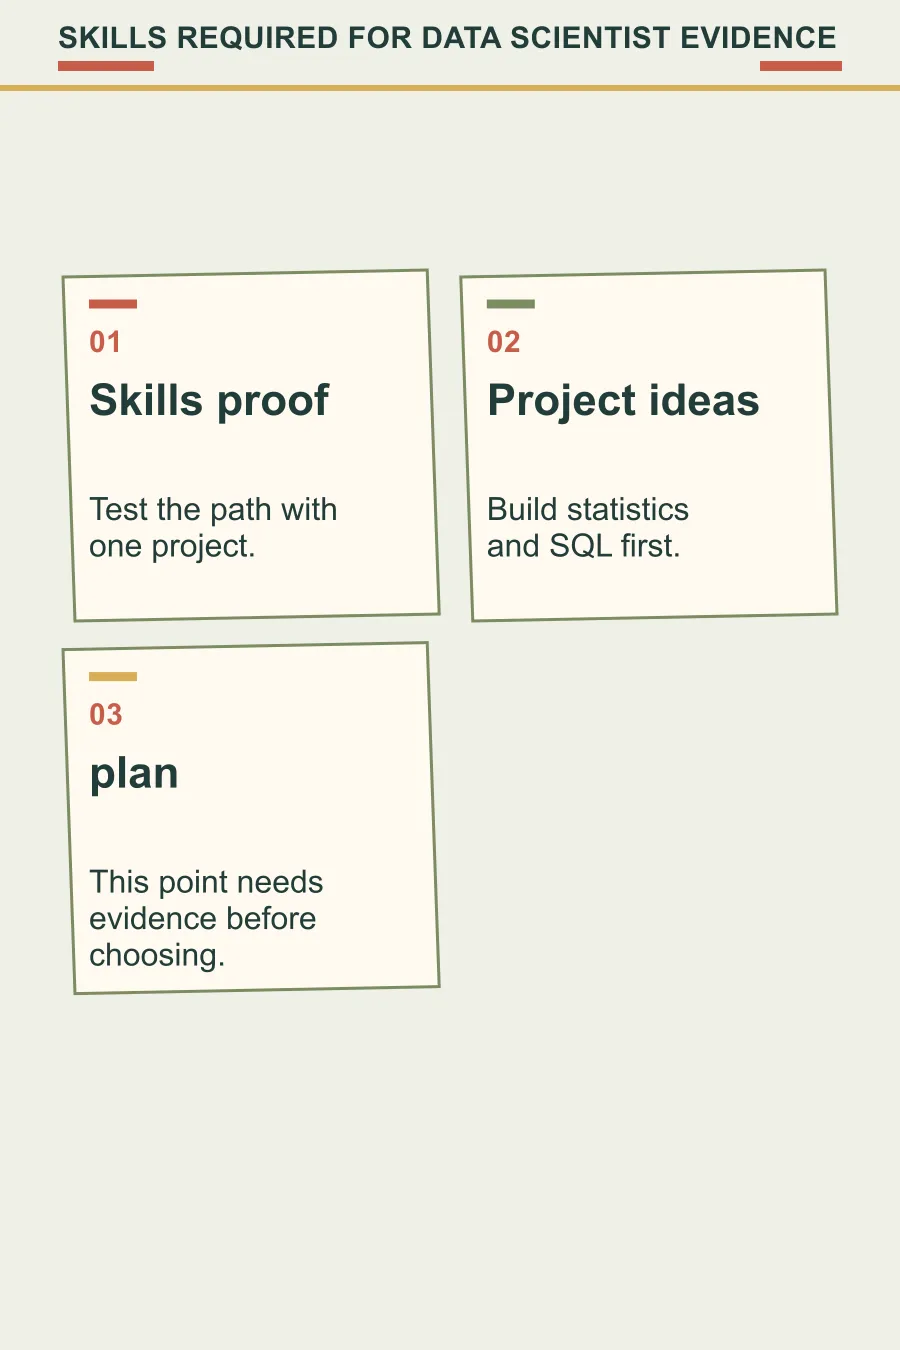 SKILLS REQUIRED FOR DATA SCIENTIST EVIDENCE
01
Skills proof
Test the path with
one project.
02
Project ideas
Build statistics
and SQL first.
03
plan
This point needs
evidence before
choosing.